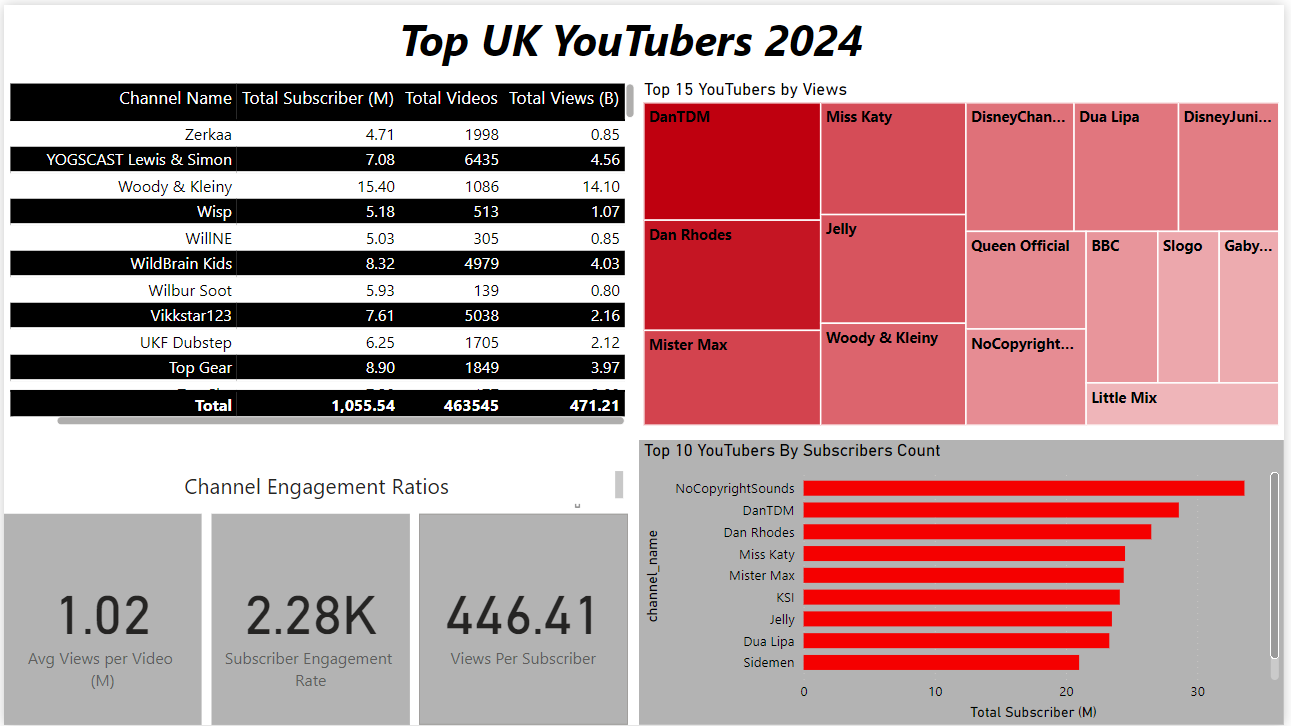 Top UK YouTubers 2024
Channel Name Total Subscriber (M) Total Videos Total Views (B)
Zerkaa 4.71 1998 0.85
YOGSCAST Lewis & Simon 7.08 6435 4.56
Woody & Kleiny 15.40 1086 14.10
Wisp 5.18 513 1.07
WillNE 5.03 305 0.85
WildBrain Kids 8.32 4979 4.03
Wilbur Soot 5.93 139 0.80
Vikkstar123 7.61 5038 2.16
UKF Dubstep 6.25 1705 2.12
Top Gear 8.90 1849 3.97
Total 1,055.54 463545 471.21
Top 15 YouTubers by Views
DanTDM
Dan Rhodes
Mister Max
Miss Katy
Jelly
Woody & Kleiny
DisneyChan...
Dua Lipa
DisneyJuni...
Queen Official
NoCopyright...
BBC
Slogo
Gaby...
Little Mix
Channel Engagement Ratios
1.02
Avg Views per Video
(M)
2.28K
Subscriber Engagement
Rate
446.41
Views Per Subscriber
Top 10 YouTubers By Subscribers Count
channel_name
NoCopyrightSounds
DanTDM
Dan Rhodes
Miss Katy
Mister Max
KSI
Jelly
Dua Lipa
Sidemen
0 10 20 30
Total Subscriber (M)